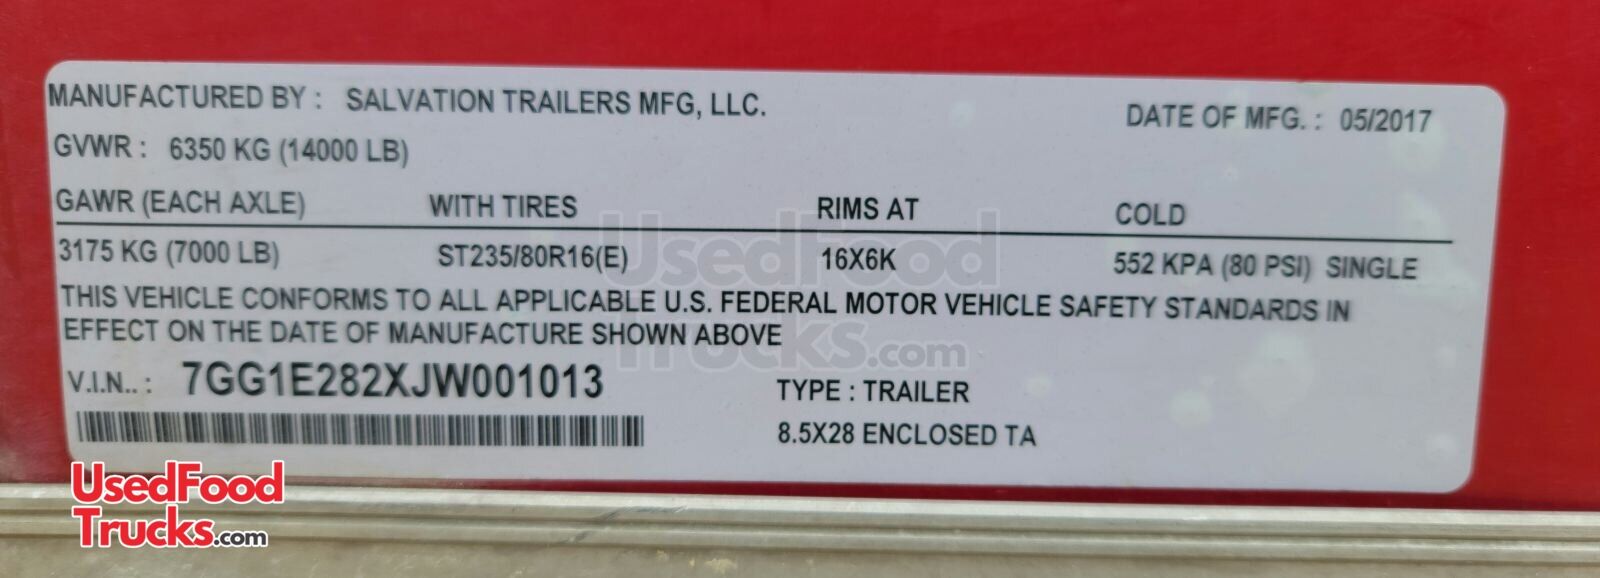 MANUFACTURED BY : SALVATION TRAILERS MFG, LLC. DATE OF MFG. : 05/2017
GVWR : 6350 KG (14000 LB)
GAWR (EACH AXLE) WITH TIRES RIMS AT COLD
3175 KG (7000 LB) ST235/80R16(E) 16X6K 552 KPA (80 PSI) SINGLE
THIS VEHICLE CONFORMS TO ALL APPLICABLE U.S. FEDERAL MOTOR VEHICLE SAFETY STANDARDS IN
EFFECT ON THE DATE OF MANUFACTURE SHOWN ABOVE
V.I.N.. : 7GG1E282XJW001013
TYPE : TRAILER
8.5X28 ENCLOSED TA
UsedFood
Trucks.com
UsedFood
Trucks.com